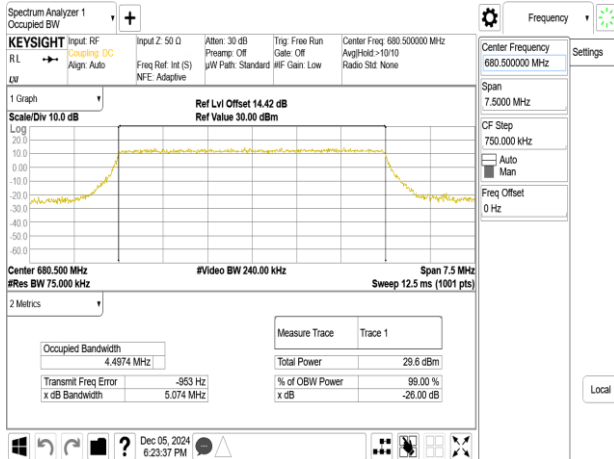 Spectrum Analyzer 1
Occupied BW
Frequency
KEYSIGHT
RL
LXI
Input: RF
Coupling: DC
Align: Auto
Input Z: 50 Ω
Freq Ref: Int (S)
NFE: Adaptive
Atten: 30 dB
Preamp: Off
µW Path: Standard
Trig: Free Run
Gate: Off
#IF Gain: Low
Center Freq: 680.500000 MHz
Avg|Hold:>10/10
Radio Std: None
Center Frequency
680.500000 MHz
Settings
Span
7.5000 MHz
CF Step
750.000 kHz
Auto
Man
Freq Offset
0 Hz
Local
1 Graph
Scale/Div 10.0 dB
Ref Lvl Offset 14.42 dB
Ref Value 30.00 dBm
Log
20.0
10.0
0.00
-10.0
-20.0
-30.0
-40.0
-50.0
-60.0
Center 680.500 MHz
#Video BW 240.00 kHz
Span 7.5 MHz
#Res BW 75.000 kHz
Sweep 12.5 ms (1001 pts)
2 Metrics
Measure Trace Trace 1
Occupied Bandwidth
4.4974 MHz
Total Power 29.6 dBm
Transmit Freq Error -953 Hz
% of OBW Power 99.00 %
x dB Bandwidth 5.074 MHz
x dB -26.00 dB
?
Dec 05, 2024
6:23:37 PM